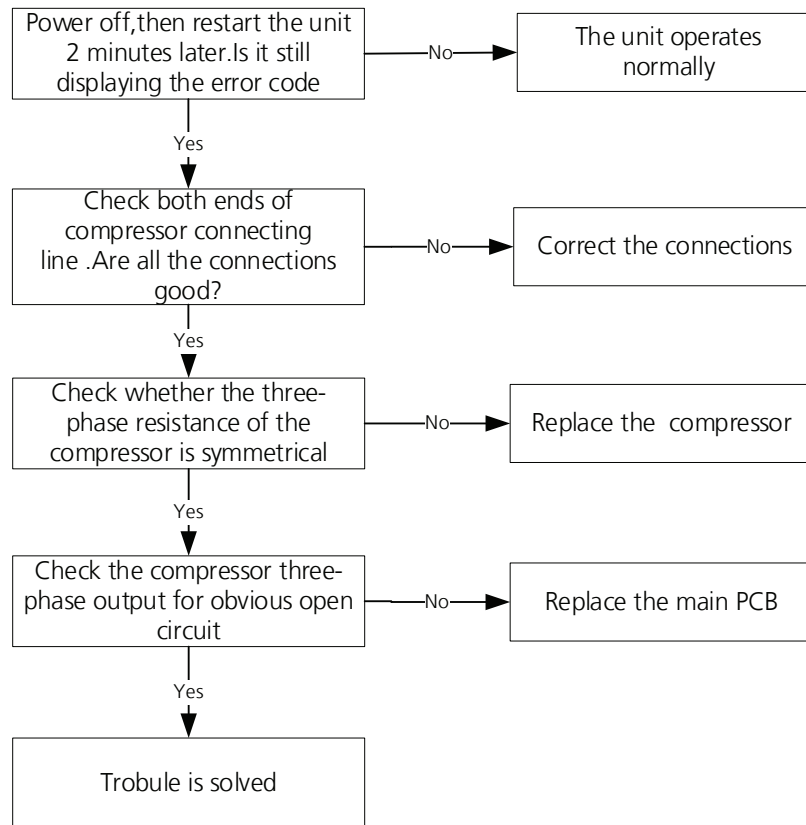 Power off,then restart the unit
2 minutes later.Is it still
displaying the error code
No
The unit operates
normally
Yes
Check both ends of
compressor connecting
line .Are all the connections
good?
No
Correct the connections
Yes
Check whether the three-
phase resistance of the
compressor is symmetrical
No
Replace the compressor
Yes
Check the compressor three-
phase output for obvious open
circuit
No
Replace the main PCB
Yes
Trobule is solved